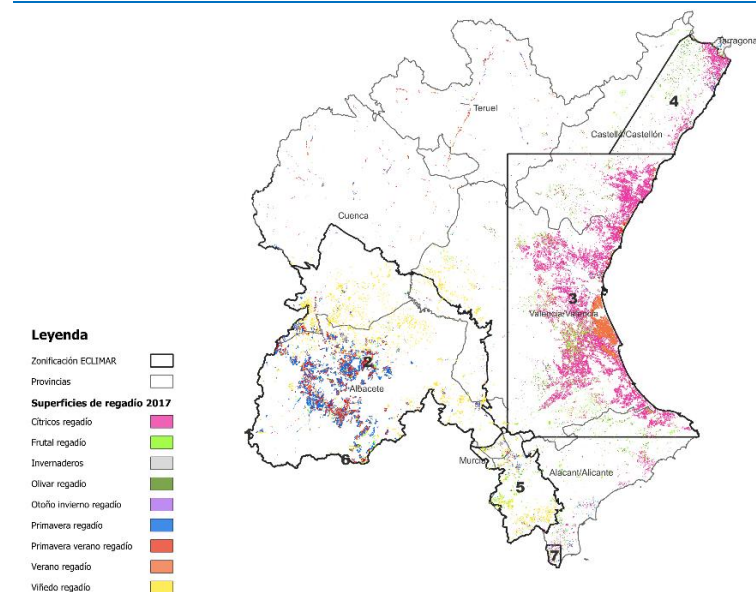 Tarragona
4
Teruel
Castelló/Castellón
Cuenca
3
València/Valencia
2
Albacete
6
Murcia
Alacant/Alicante
5
7
Leyenda
Zonificación ECLIMAR
Provincias
Superficies de regadío 2017
Cítricos regadío
Frutal regadío
Invernaderos
Olivar regadío
Otoño invierno regadío
Primavera regadío
Primavera verano regadío
Verano regadío
Viñedo regadío